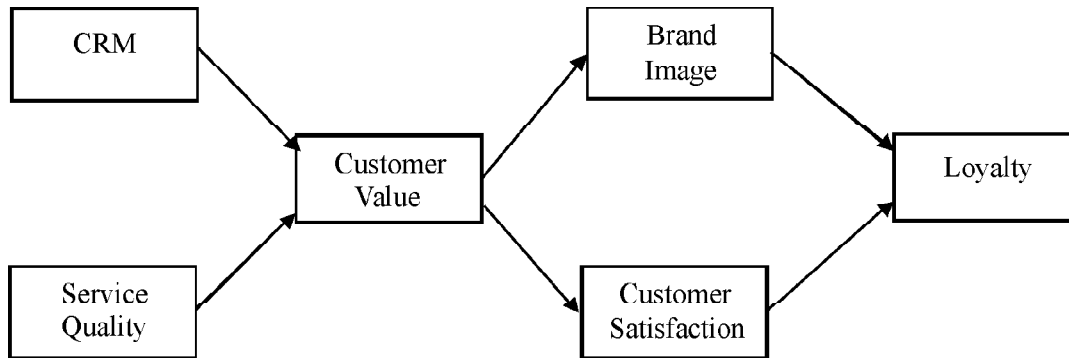 CRM
Service
Quality
Customer
Value
Brand
Image
Customer
Satisfaction
Loyalty